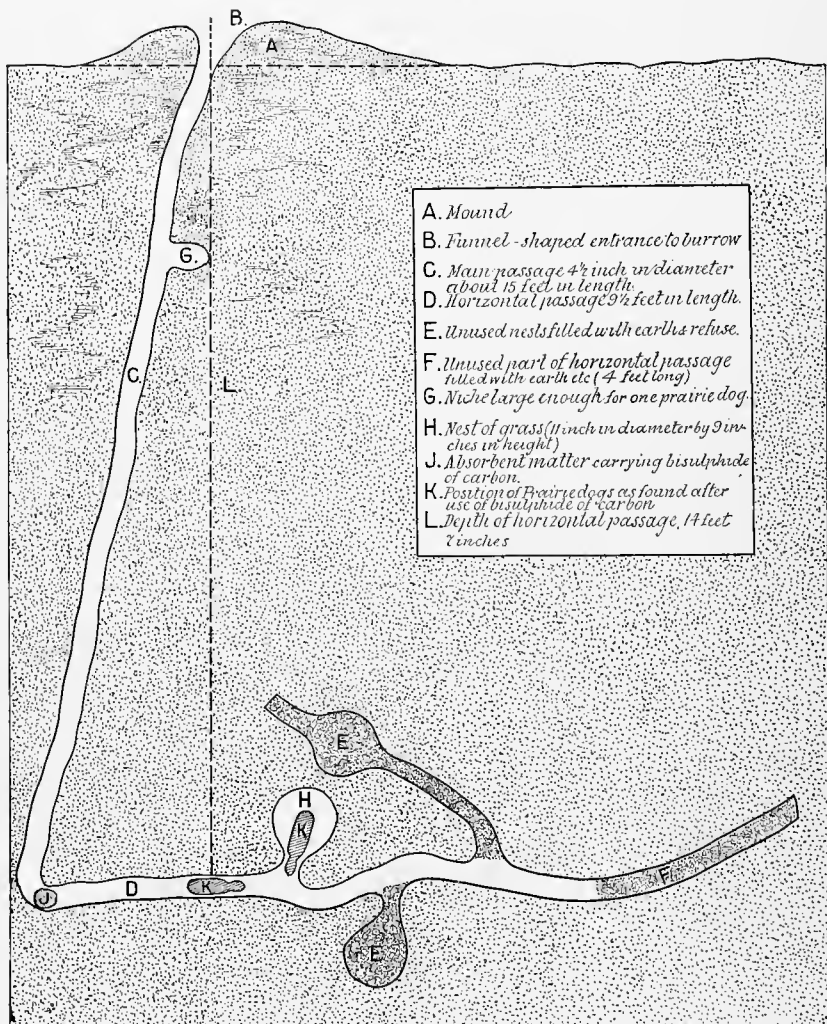 B.
A
G.
C.
L.
A. Mound
B. Funnel-shaped entrance to burrow
C. Main passage 4½ inch in diameter
about 15 feet in length.
D. Horizontal passage 9½ feet in length.
E. Unused nests filled with earth & refuse.
F. Unused part of horizontal passage
filled with earth etc (4 feet long)
G. Niche large enough for one prairie dog.
H. Nest of grass (11 inch in diameter by 9 in-
ches in height)
J. Absorbent matter carrying bisulphide
of carbon.
K. Position of Prairie dogs as found after
use of bisulphide of carbon
L. Depth of horizontal passage, 14 feet
7 inches
E
H
K
J
D
K
F
E